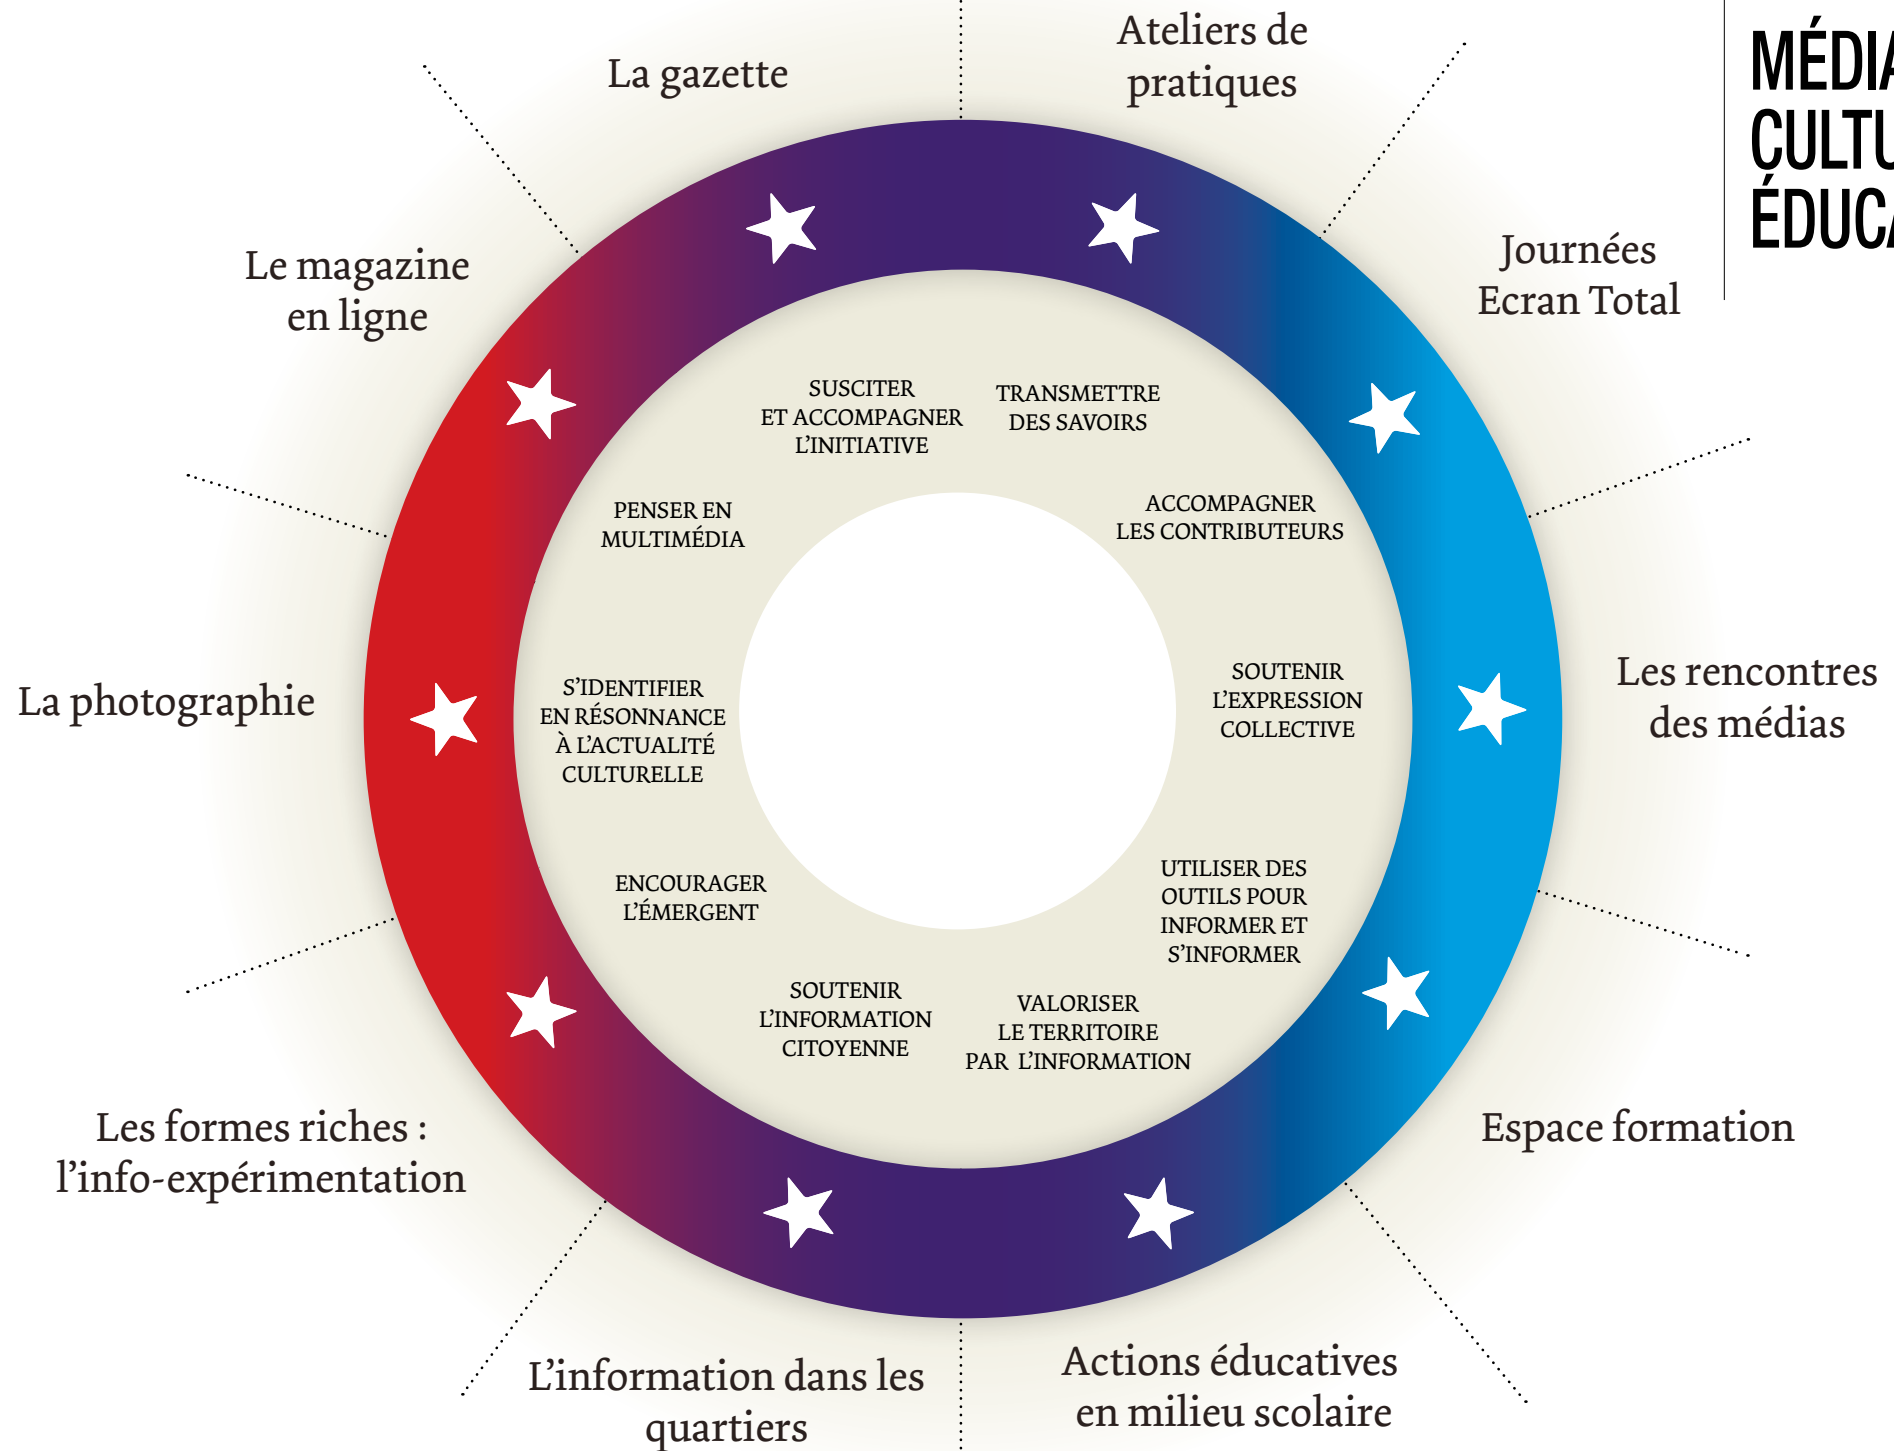 Ateliers de
pratiques
La gazette
MÉDIA
CULTU
ÉDUCA
Journées
Ecran Total
Le magazine
en ligne
SUSCITER
ET ACCOMPAGNER
L'INITIATIVE
TRANSMETTRE
DES SAVOIRS
PENSER EN
MULTIMÉDIA
ACCOMPAGNER
LES CONTRIBUTEURS
La photographie
S'IDENTIFIER
EN RÉSONNANCE
À L'ACTUALITÉ
CULTURELLE
SOUTENIR
L'EXPRESSION
COLLECTIVE
Les rencontres
des médias
ENCOURAGER
L'ÉMERGENT
UTILISER DES
OUTILS POUR
INFORMER ET
S'INFORMER
SOUTENIR
L'INFORMATION
CITOYENNE
VALORISER
LE TERRITOIRE
PAR L'INFORMATION
Les formes riches :
l'info-expérimentation
Espace formation
L'information dans les
quartiers
Actions éducatives
en milieu scolaire